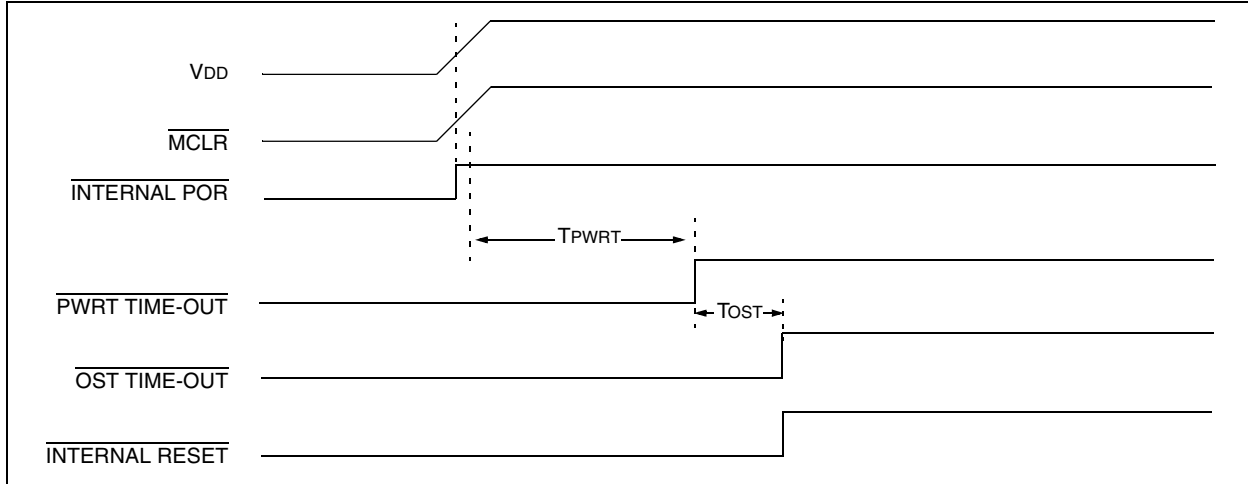 VDD
MCLR
INTERNAL POR
TPWRT
PWRT TIME-OUT
TOST
OST TIME-OUT
INTERNAL RESET